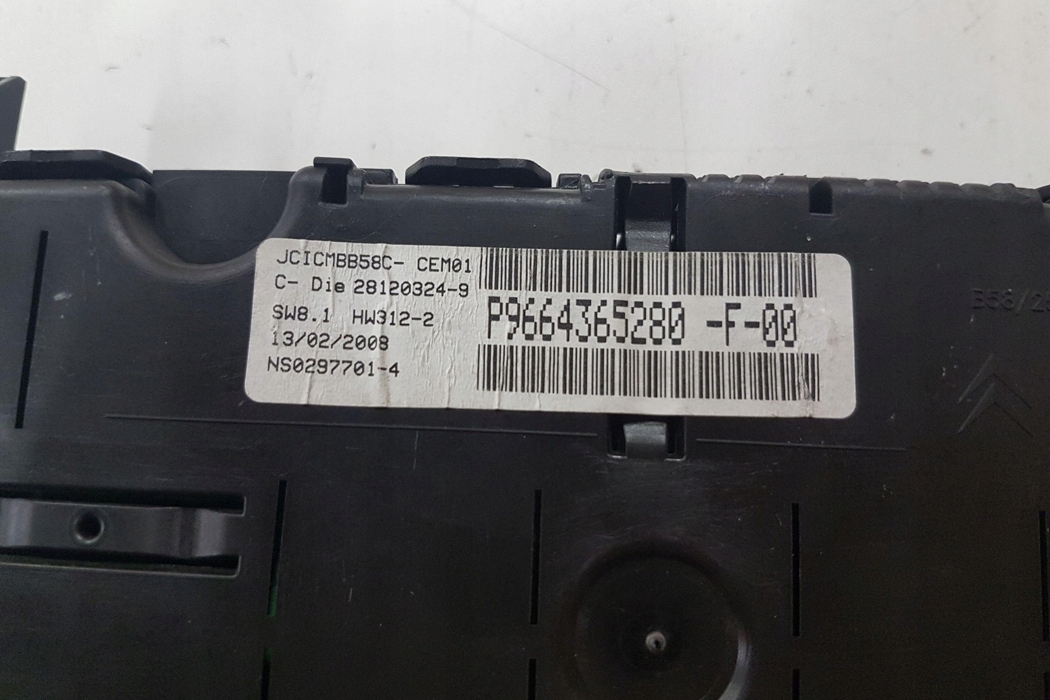 JCICMBB58C- CEM01
C- Die 28120324-9
SW8.1 HW312-2
13/02/2008
NS0297701-4
P9664365280 -F-00